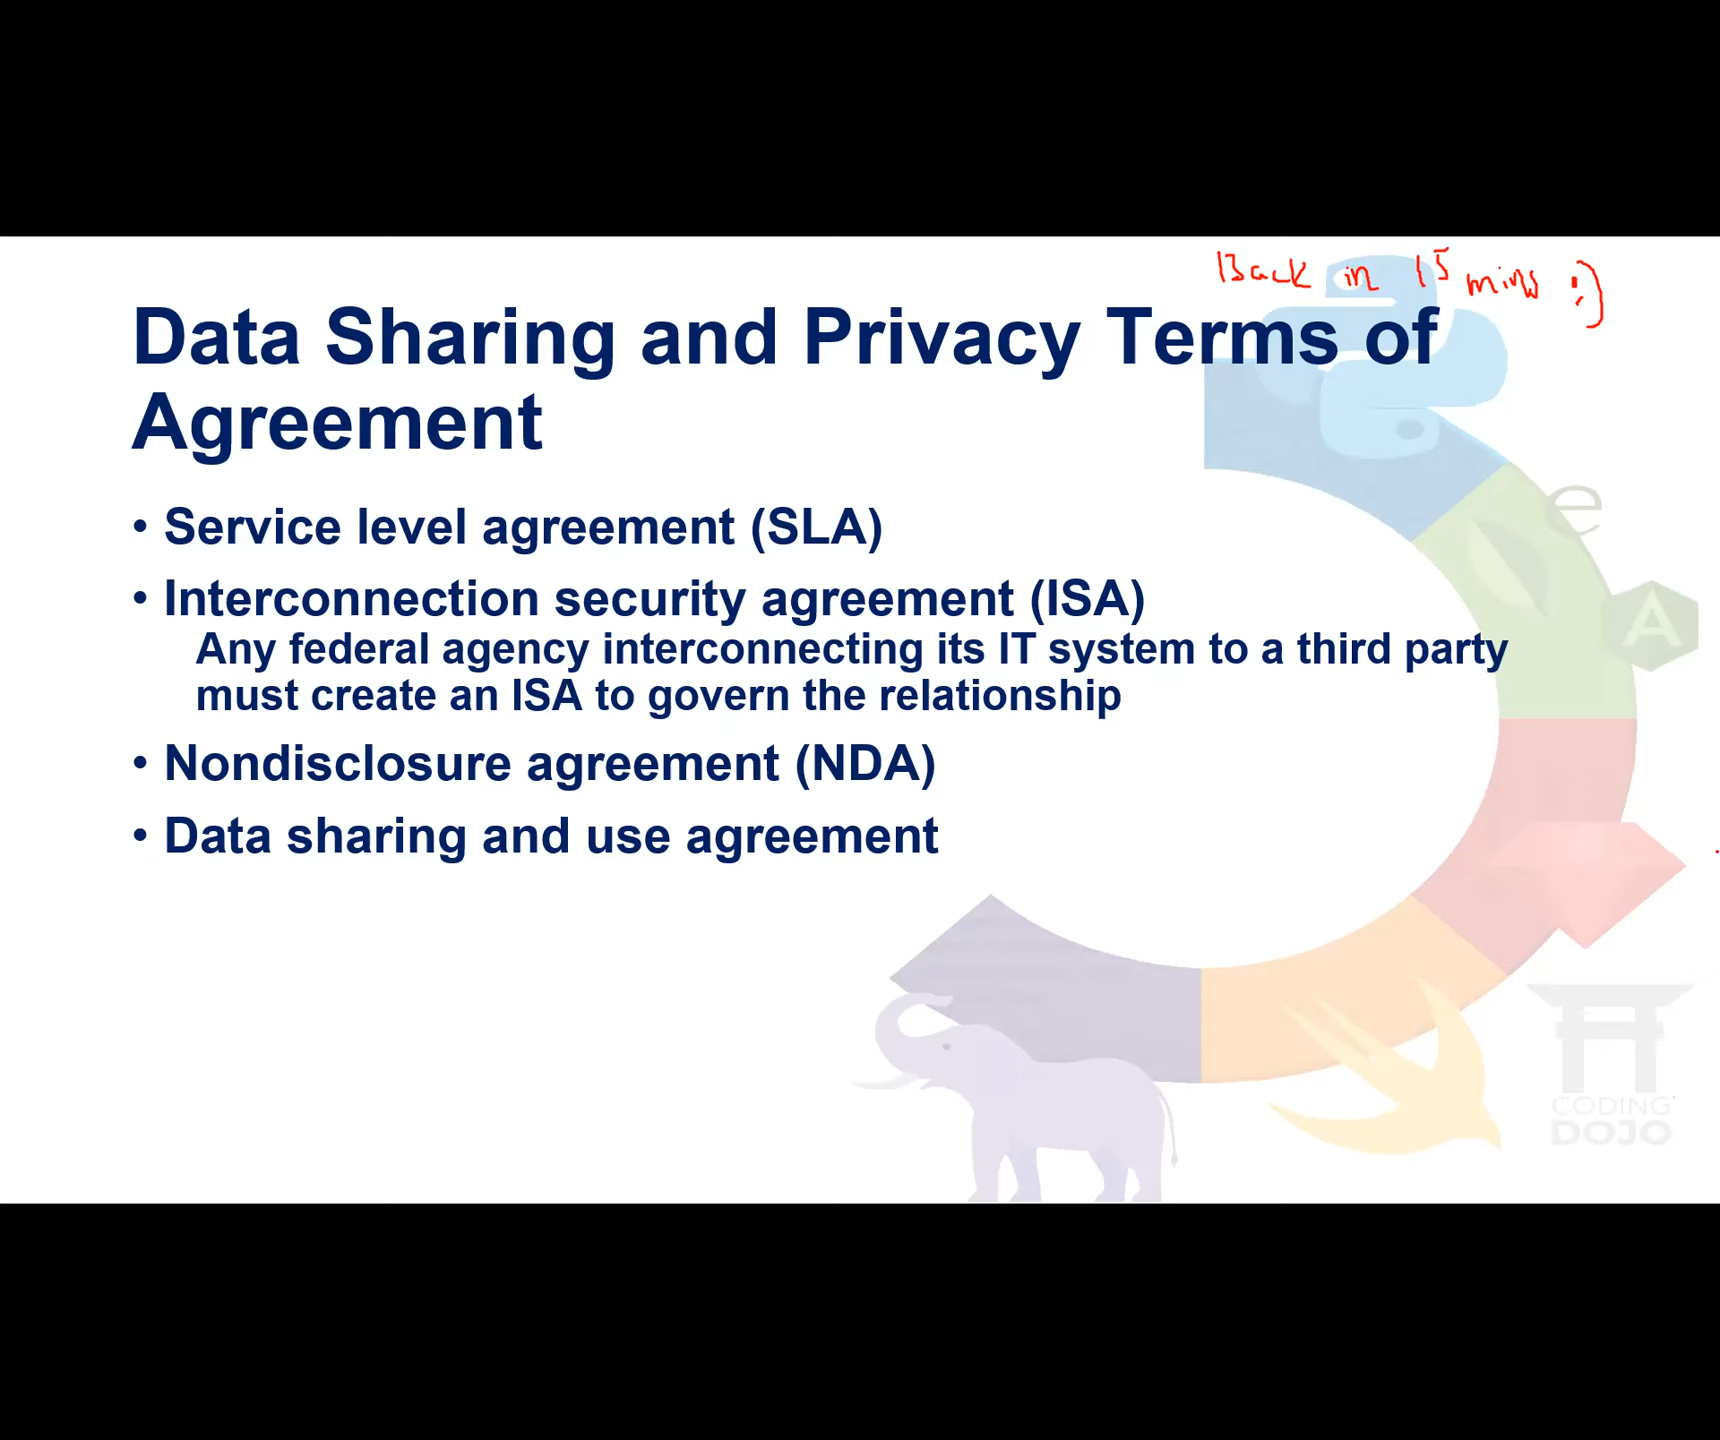 Back in 15 mins :)
Data Sharing and Privacy Terms of
Agreement
• Service level agreement (SLA)
• Interconnection security agreement (ISA)
Any federal agency interconnecting its IT system to a third party
must create an ISA to govern the relationship
• Nondisclosure agreement (NDA)
• Data sharing and use agreement
e
A
CODING
DOJO